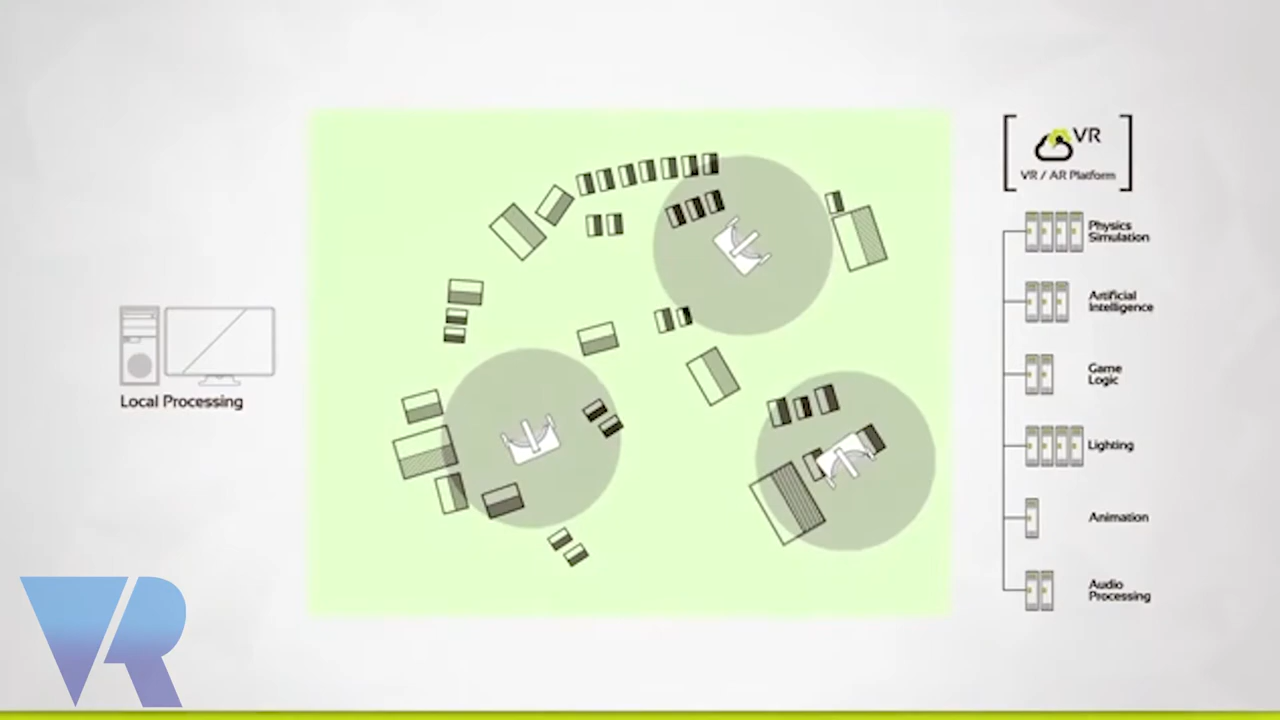 VR
VR / AR Platform
Physics
Simulation
Artificial
Intelligence
Local Processing
Game
Logic
Lighting
Animation
Audio
Processing
VR